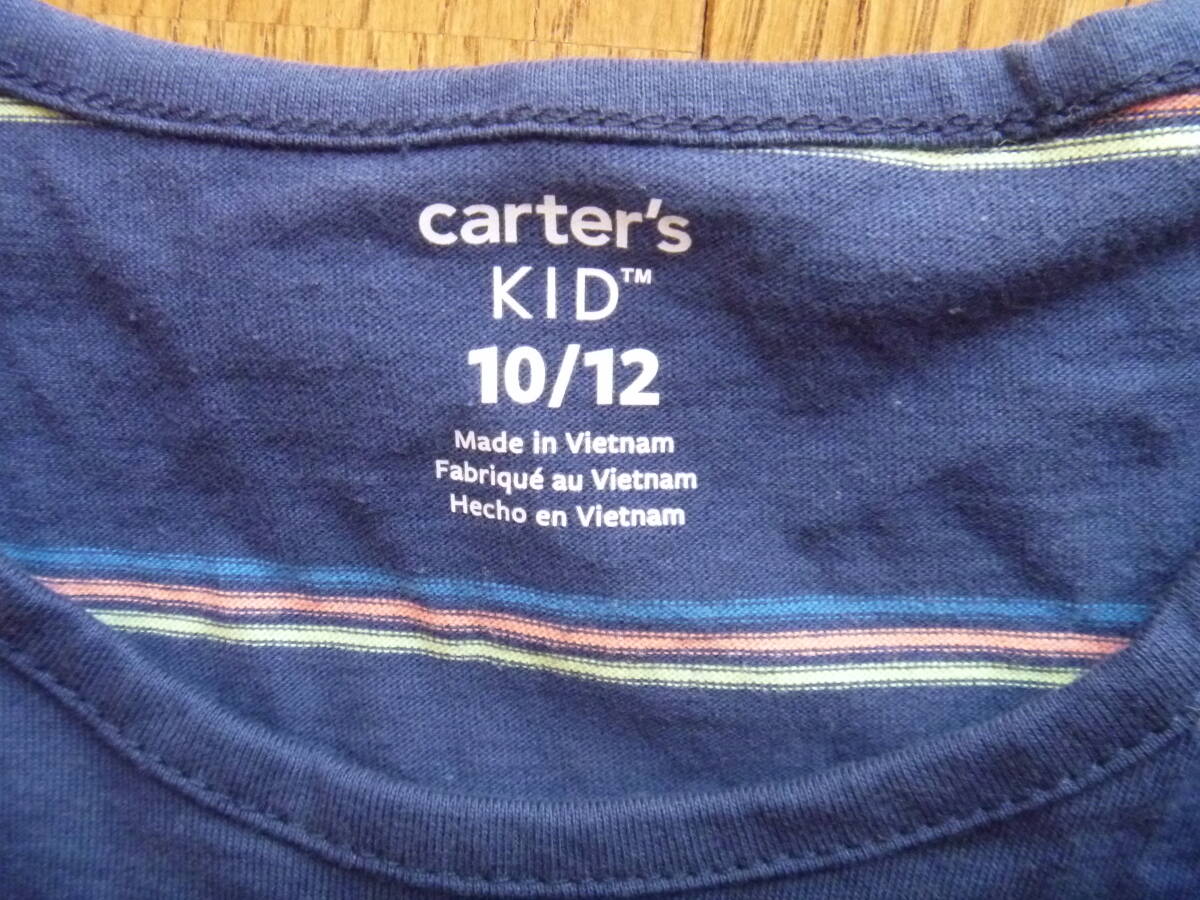 carter's
KID™
10/12
Made in Vietnam
Fabriqué au Vietnam
Hecho en Vietnam